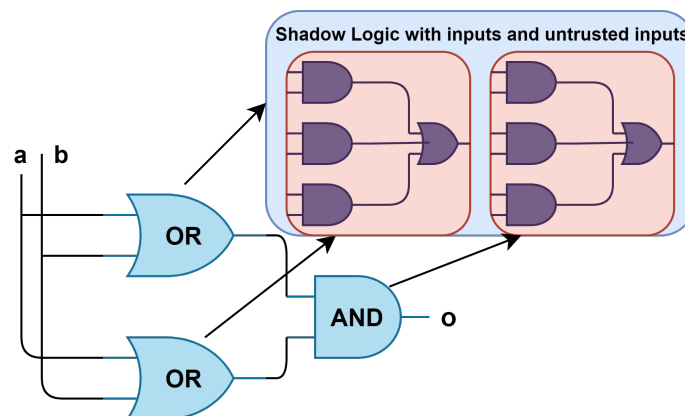 Shadow Logic with inputs and untrusted inputs
a b
OR
AND
o
OR